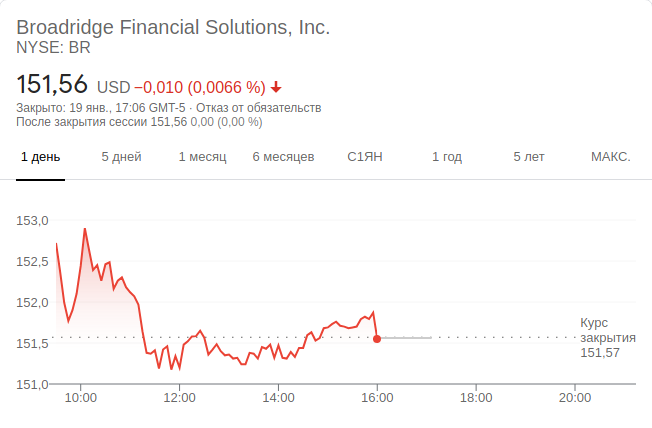 Broadridge Financial Solutions, Inc.
NYSE: BR
151,56 USD −0,010 (0,0066 %)
Закрыто: 19 янв., 17:06 GMT-5 · Отказ от обязательств
После закрытия сессии 151,56 0,00 (0,00 %)
1 день 5 дней 1 месяц 6 месяцев С1ЯН 1 год 5 лет МАКС.
153,0
152,5
152,0
151,5
151,0
Курс
закрытия
151,57
10:00 12:00 14:00 16:00 18:00 20:00